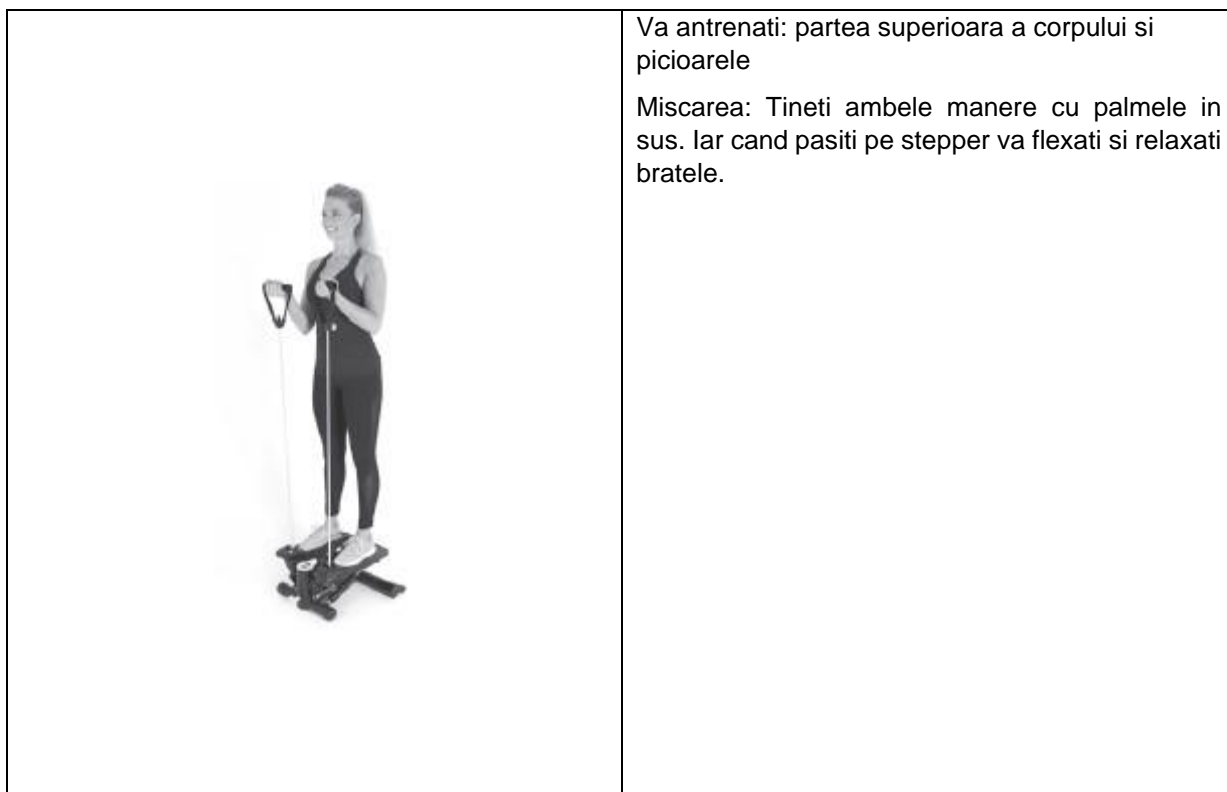 Va antrenati: partea superioara a corpului si
picioarele
Miscarea: Tineti ambele manere cu palmele in
sus. Iar cand pasiti pe stepper va flexati si relaxati
bratele.